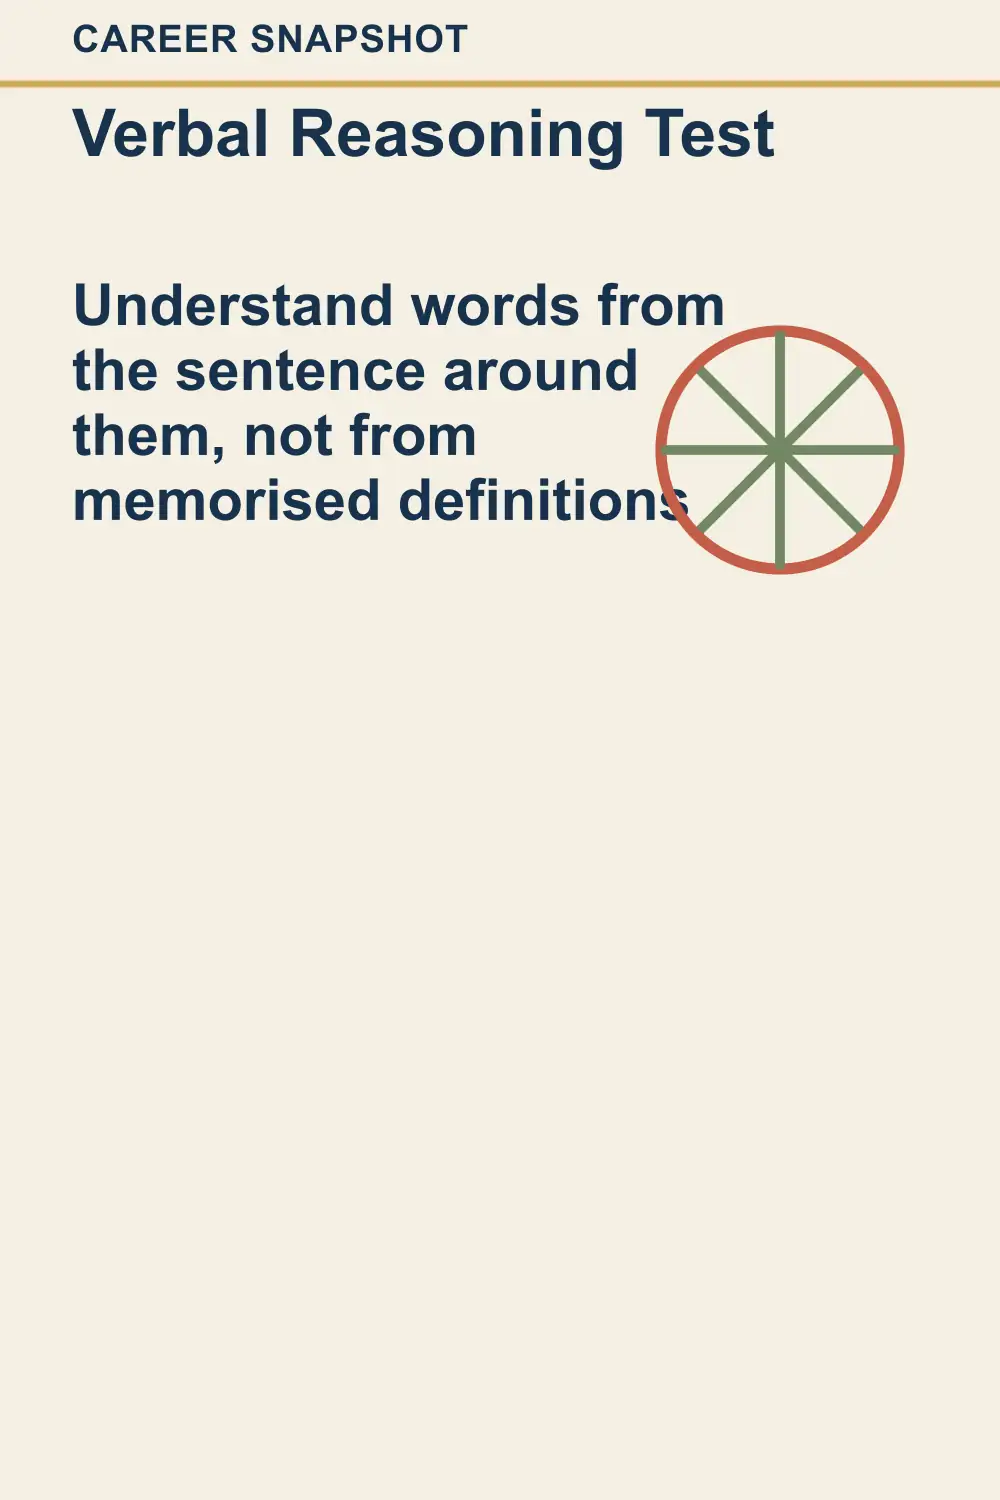 CAREER SNAPSHOT
Verbal Reasoning Test
Understand words from
the sentence around
them, not from
memorised definitions